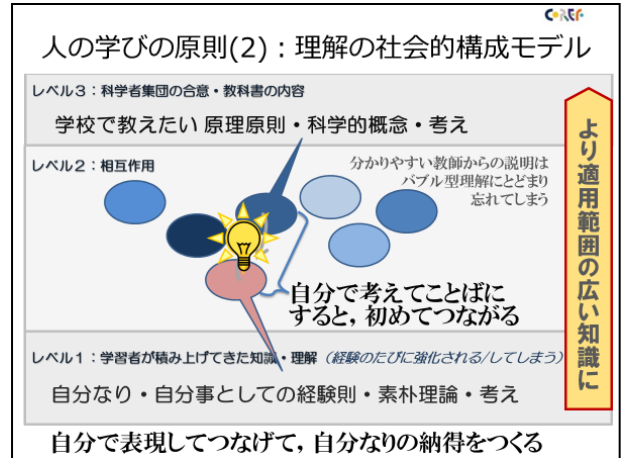 CoREF
人の学びの原則(2)：理解の社会的構成モデル
レベル３：科学者集団の合意・教科書の内容
学校で教えたい 原理原則・科学的概念・考え
レベル２：相互作用
分かりやすい教師からの説明は
バブル型理解にとどまり
忘れてしまう
自分で考えてことばに
すると，初めてつながる
レベル１：学習者が積み上げてきた知識・理解（経験のたびに強化される/してしまう）
自分なり・自分事としての経験則・素朴理論・考え
より適用範囲の広い知識に
自分で表現してつなげて，自分なりの納得をつくる